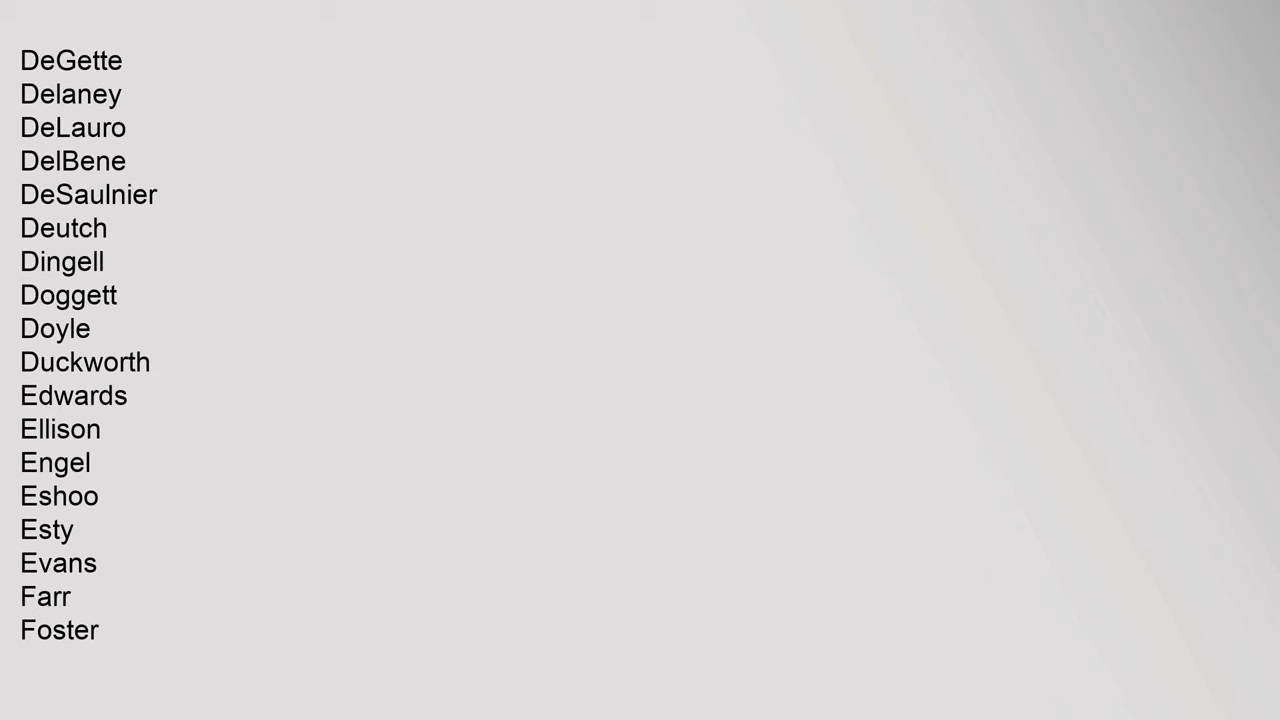 DeGette
Delaney
DeLauro
DelBene
DeSaulnier
Deutch
Dingell
Doggett
Doyle
Duckworth
Edwards
Ellison
Engel
Eshoo
Esty
Evans
Farr
Foster